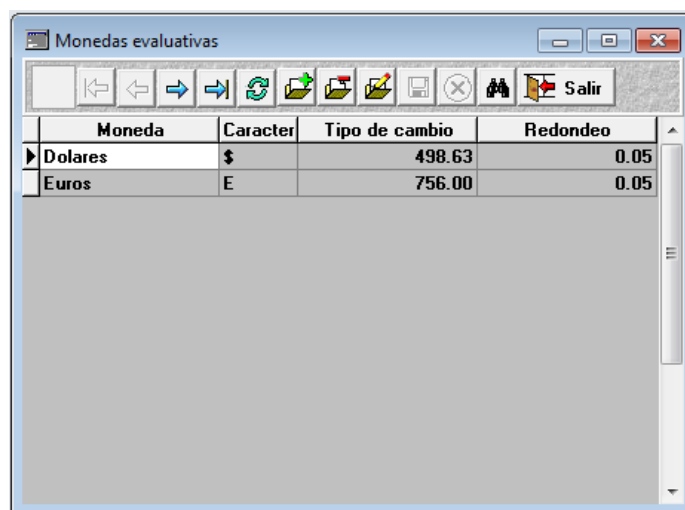 Monedas evaluativas
Salir
Moneda Caracter Tipo de cambio Redondeo
Dolares $ 498.63 0.05
Euros E 756.00 0.05